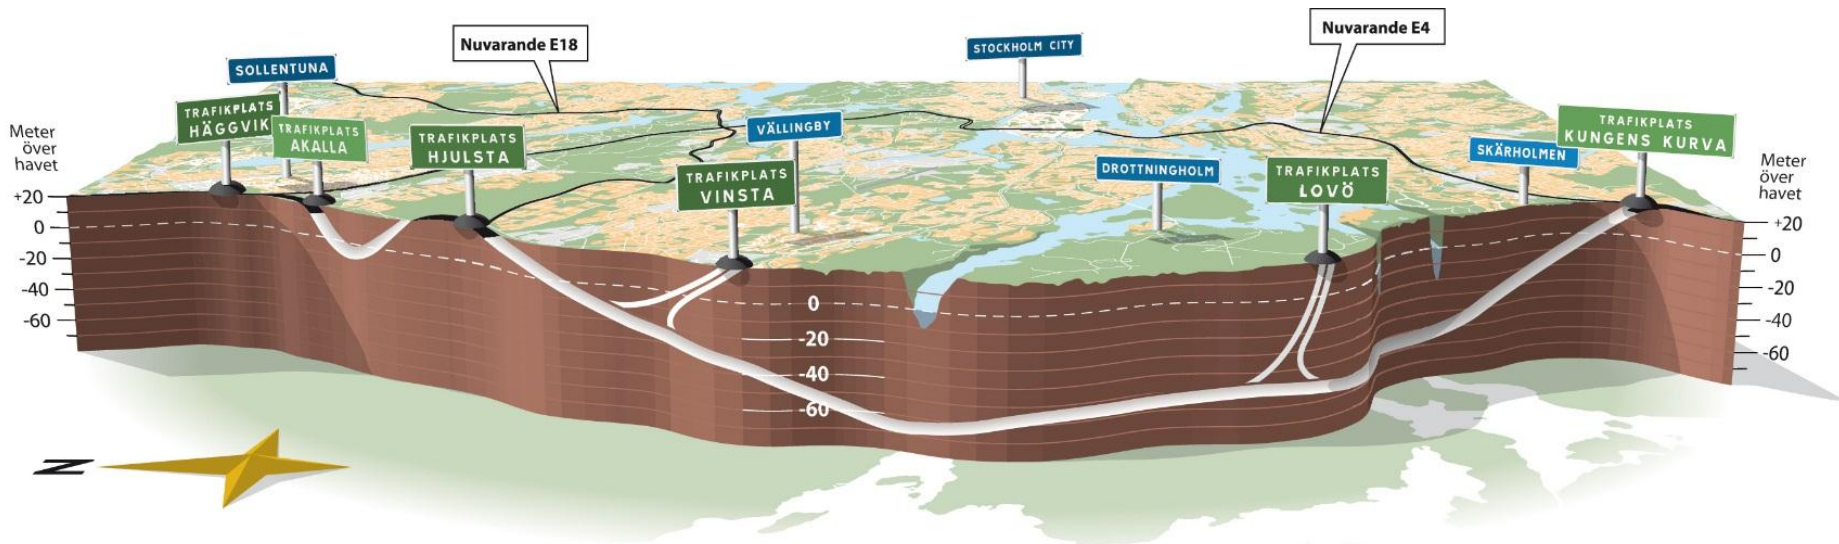 Nuvarande E18
Nuvarande E4
STOCKHOLM CITY
SOLLENTUNA
TRAFIKPLATS
HÄGGVIK
TRAFIKPLATS
AKALLA
TRAFIKPLATS
HJULSTA
VÄLLINGBY
TRAFIKPLATS
VINSTA
DROTTNINGHOLM
TRAFIKPLATS
LOVÖ
SKÄRHOLMEN
TRAFIKPLATS
KUNGENS KURVA
Meter
över
havet
+20
0
-20
-40
-60
0
-20
-40
-60
Meter
över
havet
+20
0
-20
-40
-60
N